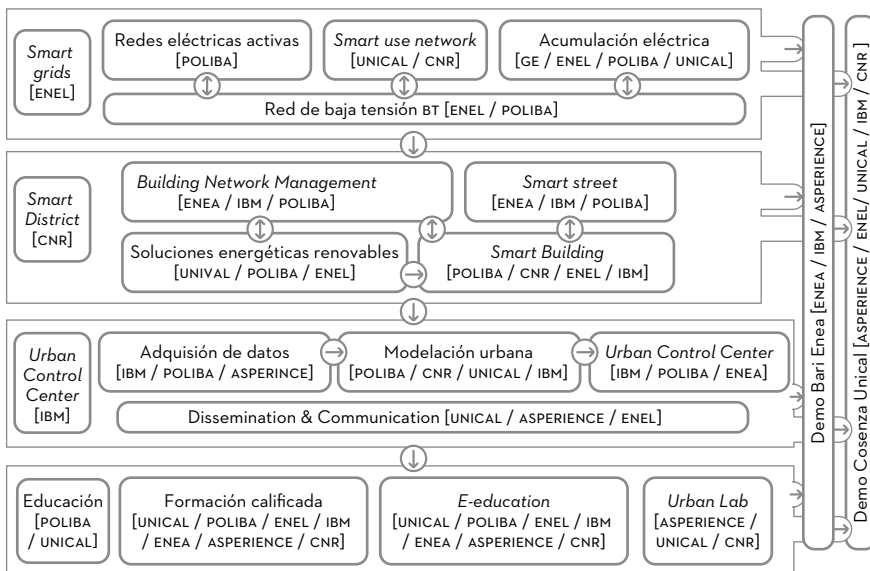 Smart
grids
[ENEL]
Redes eléctricas activas
[POLIBA]
Smart use network
[UNICAL / CNR]
Acumulación eléctrica
[GE / ENEL / POLIBA / UNICAL]
Red de baja tensión BT [ENEL / POLIBA]
Smart
District
[CNR]
Building Network Management
[ENEA / IBM / POLIBA]
Smart street
[ENEA / IBM / POLIBA]
Soluciones energéticas renovables
[UNIVAL / POLIBA / ENEL]
Smart Building
[POLIBA / CNR / ENEL / IBM]
Urban
Control
Center
[IBM]
Adquisión de datos
[IBM / POLIBA / ASPERINCE]
Modelación urbana
[POLIBA / CNR / UNICAL / IBM]
Urban Control Center
[IBM / POLIBA / ENEA]
Dissemination & Communication [UNICAL / ASPERIENCE / ENEL]
Educación
[POLIBA
/ UNICAL]
Formación calificada
[UNICAL / POLIBA / ENEL / IBM
/ ENEA / ASPERIENCE / CNR]
E-education
[UNICAL / POLIBA / ENEL / IBM
/ ENEA / ASPERIENCE / CNR]
Urban Lab
[ASPERIENCE /
UNICAL / CNR]
Demo Bari Enea [ENEA / IBM / ASPERIENCE]
Demo Cosenza Unical [ASPERIENCE / ENEL/ UNICAL / IBM / CNR]